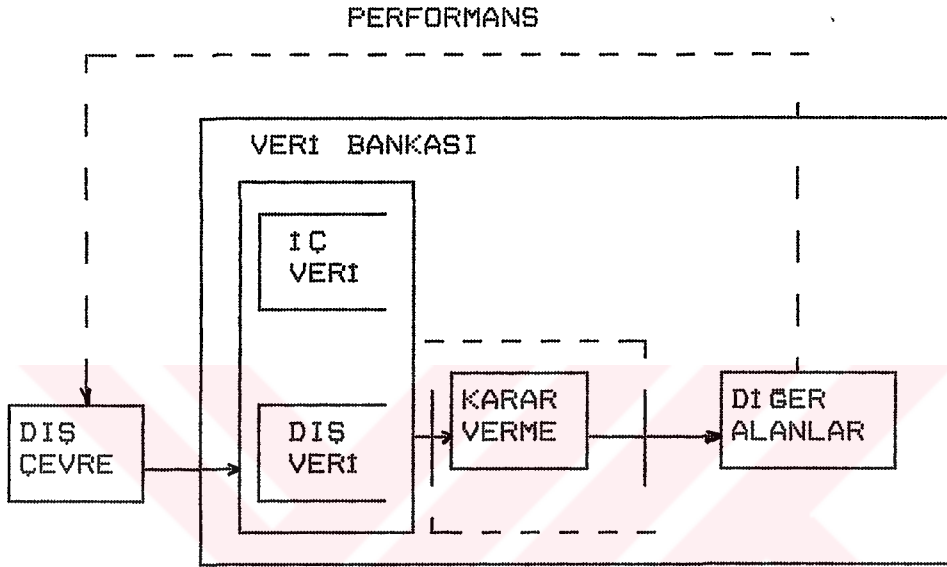 PERFORMANS
VERİ BANKASI
İÇ
VERİ
DIŞ
ÇEVRE
DIŞ
VERİ
KARAR
VERME
DİĞER
ALANLAR